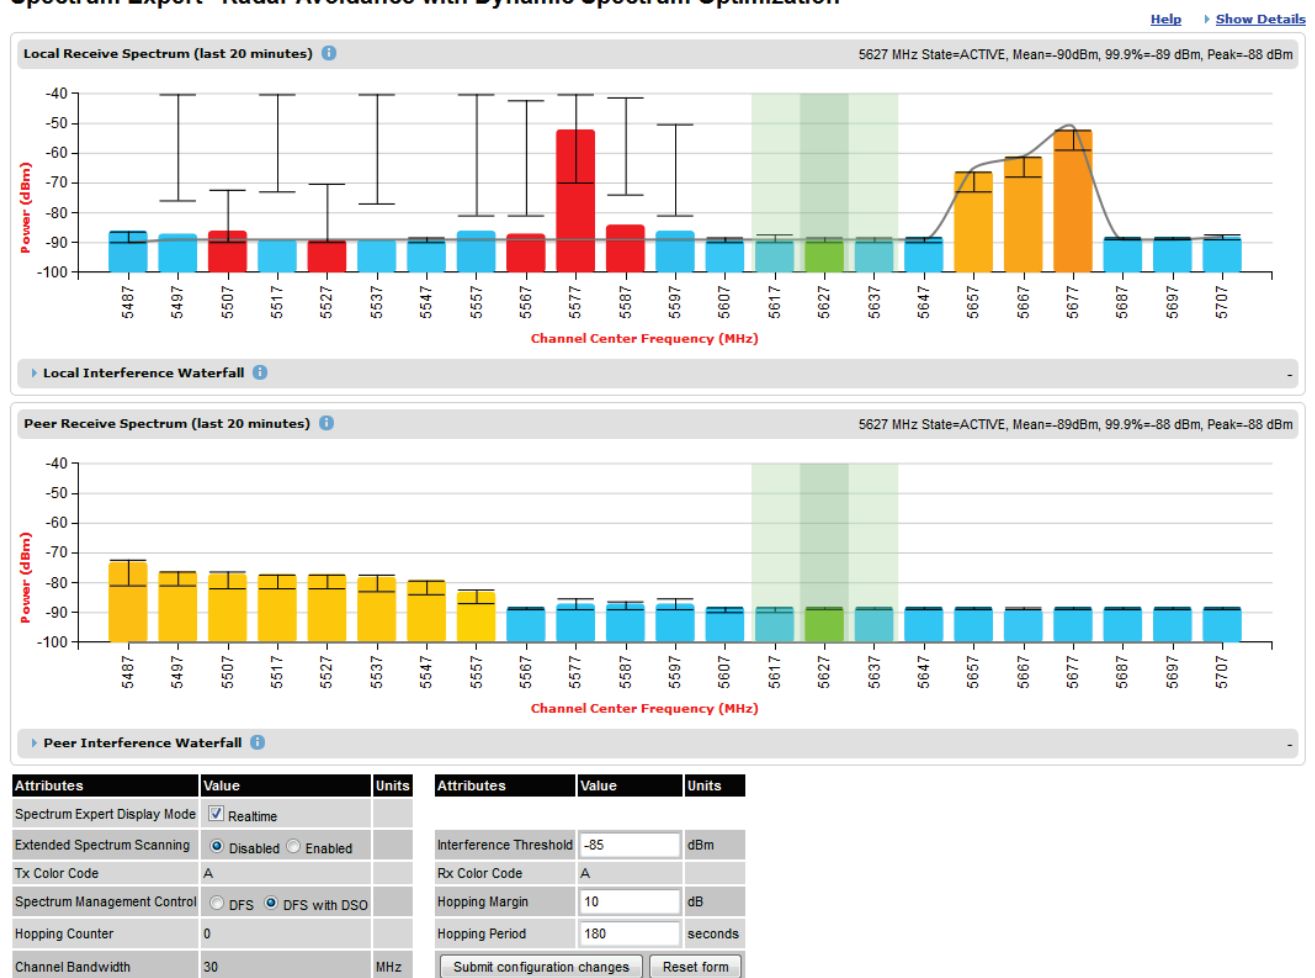 Spectrum Expert - Radar Avoidance with Dynamic Spectrum Optimization
Help Show Details
Local Receive Spectrum (last 20 minutes) 5627 MHz State=ACTIVE, Mean=-90dBm, 99.9%=-89 dBm, Peak=-88 dBm
-40
-50
-60
-70
-80
-90
-100
Power (dBm)
5487 5497 5507 5517 5527 5537 5547 5557 5567 5577 5587 5597 5607 5617 5627 5637 5647 5657 5667 5677 5687 5697 5707
Channel Center Frequency (MHz)
Local Interference Waterfall -
Peer Receive Spectrum (last 20 minutes) 5627 MHz State=ACTIVE, Mean=-89dBm, 99.9%=-88 dBm, Peak=-88 dBm
-40
-50
-60
-70
-80
-90
-100
Power (dBm)
5487 5497 5507 5517 5527 5537 5547 5557 5567 5577 5587 5597 5607 5617 5627 5637 5647 5657 5667 5677 5687 5697 5707
Channel Center Frequency (MHz)
Peer Interference Waterfall -
Attributes Value Units Attributes Value Units
Spectrum Expert Display Mode Realtime
Extended Spectrum Scanning Disabled Enabled Interference Threshold -85 dBm
Tx Color Code A Rx Color Code A
Spectrum Management Control DFS DFS with DSO Hopping Margin 10 dB
Hopping Counter 0 Hopping Period 180 seconds
Channel Bandwidth 30 MHz Submit configuration changes Reset form